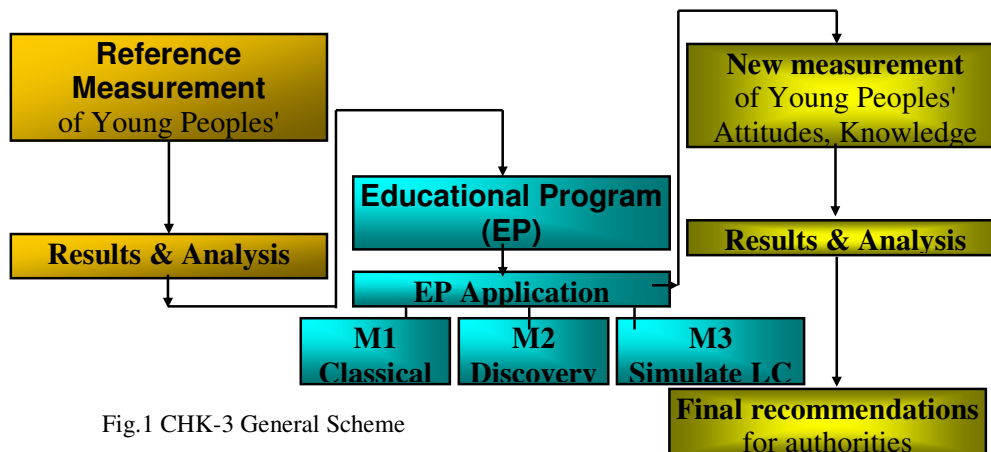 Reference
Measurement
of Young Peoples'
Results & Analysis
Educational Program
(EP)
EP Application
M1
Classical
M2
Discovery
M3
Simulate LC
New measurement
of Young Peoples'
Attitudes, Knowledge
Results & Analysis
Final recommendations
for authorities
Fig.1 CHK-3 General Scheme